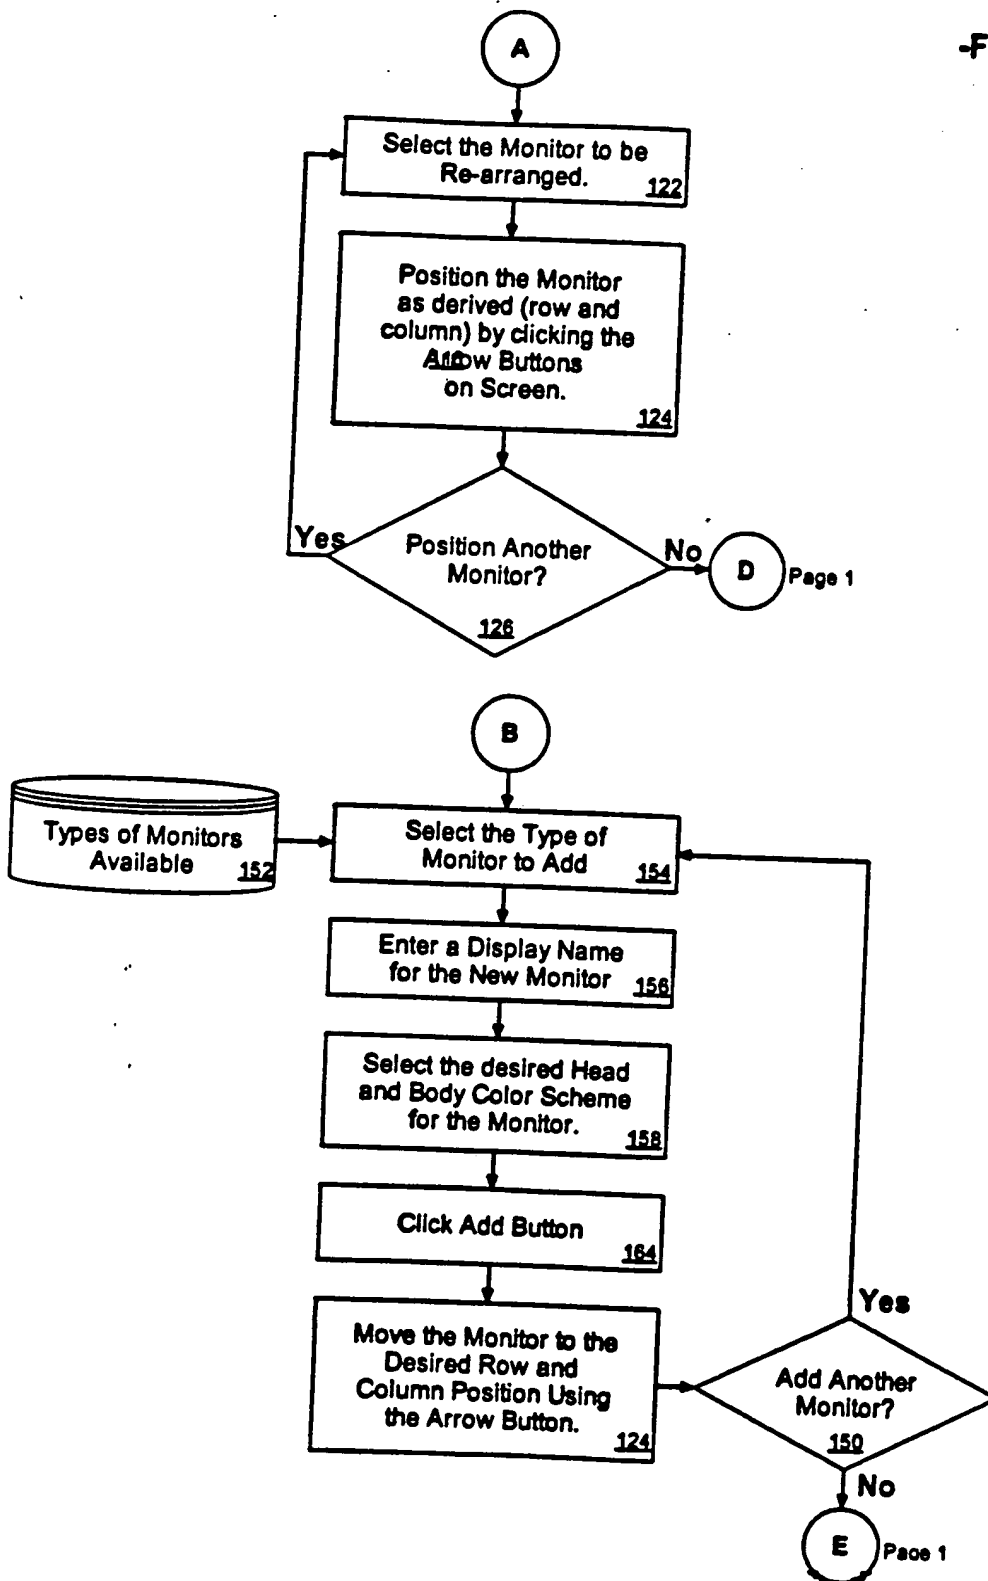 A
-F
Select the Monitor to be
Re-arranged.
122
Position the Monitor
as derived (row and
column) by clicking the
Arrow Buttons
on Screen.
124
Yes
Position Another
Monitor?
126
No
D
Page 1
B
Types of Monitors
Available
152
Select the Type of
Monitor to Add
154
Enter a Display Name
for the New Monitor
156
Select the desired Head
and Body Color Scheme
for the Monitor.
158
Click Add Button
164
Move the Monitor to the
Desired Row and
Column Position Using
the Arrow Button.
124
Yes
Add Another
Monitor?
150
No
E
Page 1